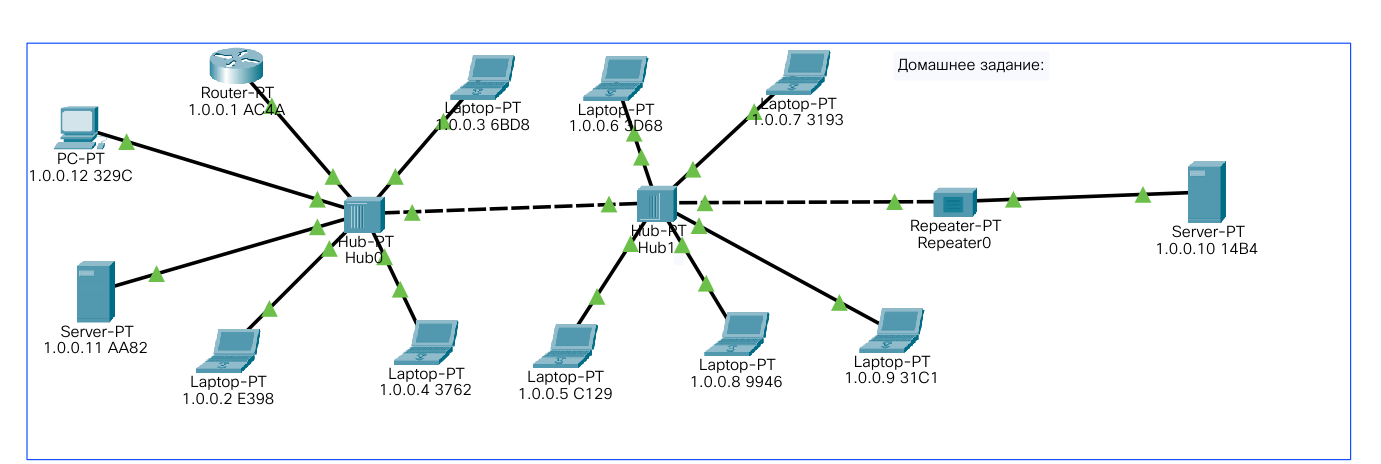 Домашнее задание:
Router-PT
1.0.0.1 AC4A
Laptop-PT
1.0.0.3 6BD8
Laptop-PT
1.0.0.6 3D68
Laptop-PT
1.0.0.7 3193
PC-PT
1.0.0.12 329C
Hub-PT
Hub0
Hub-PT
Hub1
Repeater-PT
Repeater0
Server-PT
1.0.0.10 14B4
Server-PT
1.0.0.11 AA82
Laptop-PT
1.0.0.2 E398
Laptop-PT
1.0.0.4 3762
Laptop-PT
1.0.0.5 C129
Laptop-PT
1.0.0.8 9946
Laptop-PT
1.0.0.9 31C1